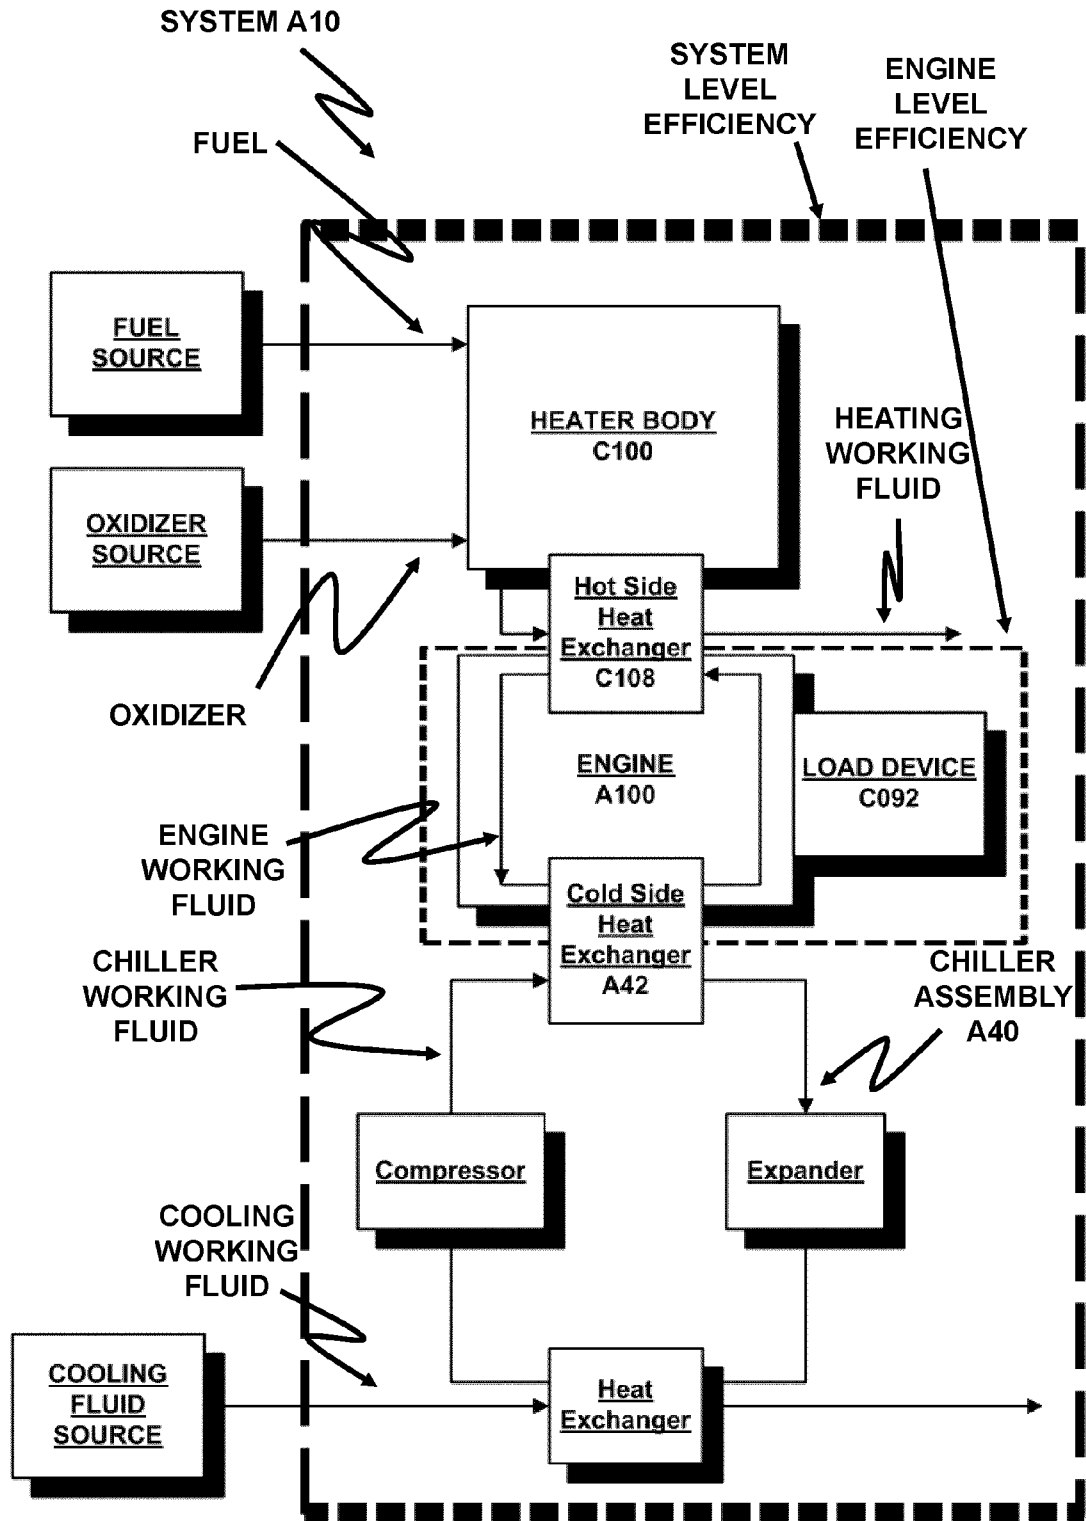 SYSTEM A10
SYSTEM
LEVEL
EFFICIENCY
ENGINE
LEVEL
EFFICIENCY
FUEL
FUEL
SOURCE
HEATER BODY
C100
HEATING
WORKING
FLUID
OXIDIZER
SOURCE
Hot Side
Heat
Exchanger
C108
OXIDIZER
ENGINE
A100
LOAD DEVICE
C092
ENGINE
WORKING
FLUID
Cold Side
Heat
Exchanger
A42
CHILLER
WORKING
FLUID
CHILLER
ASSEMBLY
A40
Compressor
Expander
COOLING
WORKING
FLUID
COOLING
FLUID
SOURCE
Heat
Exchanger